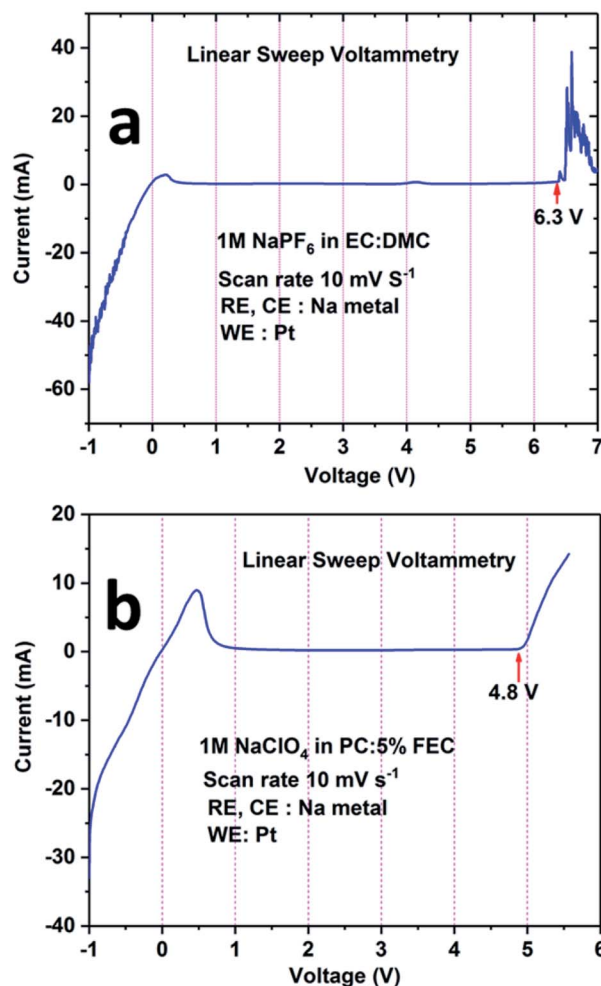 Linear Sweep Voltammetry
a
6.3 V
1M NaPF6 in EC:DMC
Scan rate 10 mV S-1
RE, CE : Na metal
WE : Pt
Current (mA)
40
20
0
-20
-40
-60
-1 0 1 2 3 4 5 6 7
Voltage (V)
Linear Sweep Voltammetry
b
4.8 V
1M NaClO4 in PC:5% FEC
Scan rate 10 mV s-1
RE, CE : Na metal
WE: Pt
Current (mA)
20
10
0
-10
-20
-30
-40
-1 0 1 2 3 4 5 6
Voltage (V)